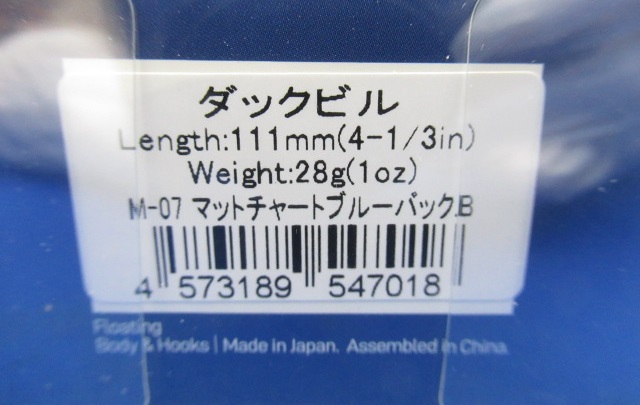 ダックビル
Length:111mm(4-1/3in)
Weight:28g(1oz)
M-07 マットチャートブルーバック.B
4 573189 547018
Floating
Body & Hooks | Made in Japan. Assembled in China.